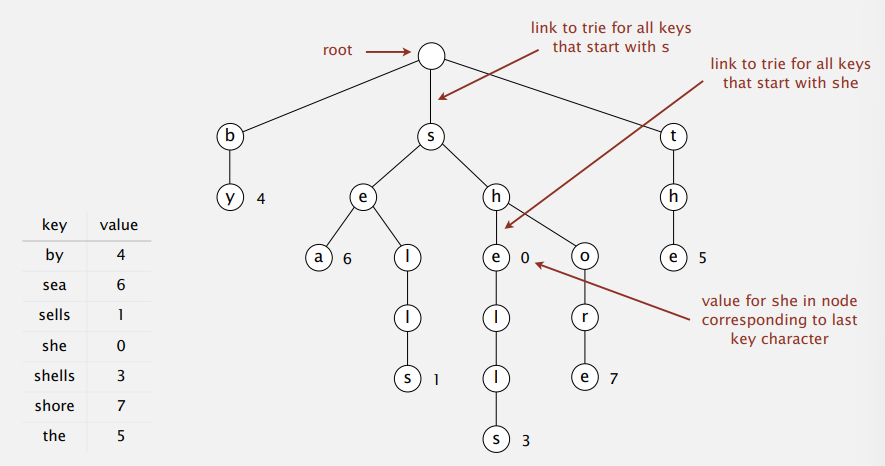 link to trie for all keys
that start with s
root
link to trie for all keys
that start with she
b
s
t
y 4
e
h
h
key value
a 6
l
e 0
o
e 5
by 4
sea 6
sells 1
she 0
shells 3
shore 7
the 5
value for she in node
corresponding to last
key character
l
l
r
s 1
l
e 7
s 3